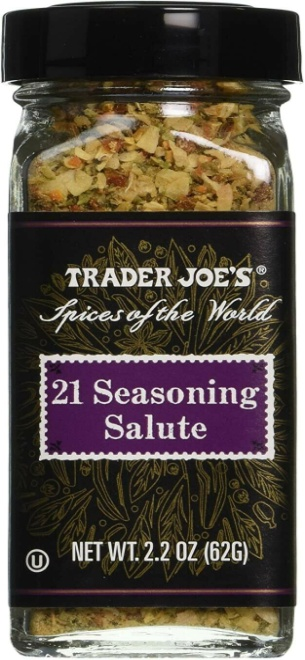 TRADER JOE'S®
Spices of the World
21 Seasoning
Salute
U
NET WT. 2.2 OZ (62G)